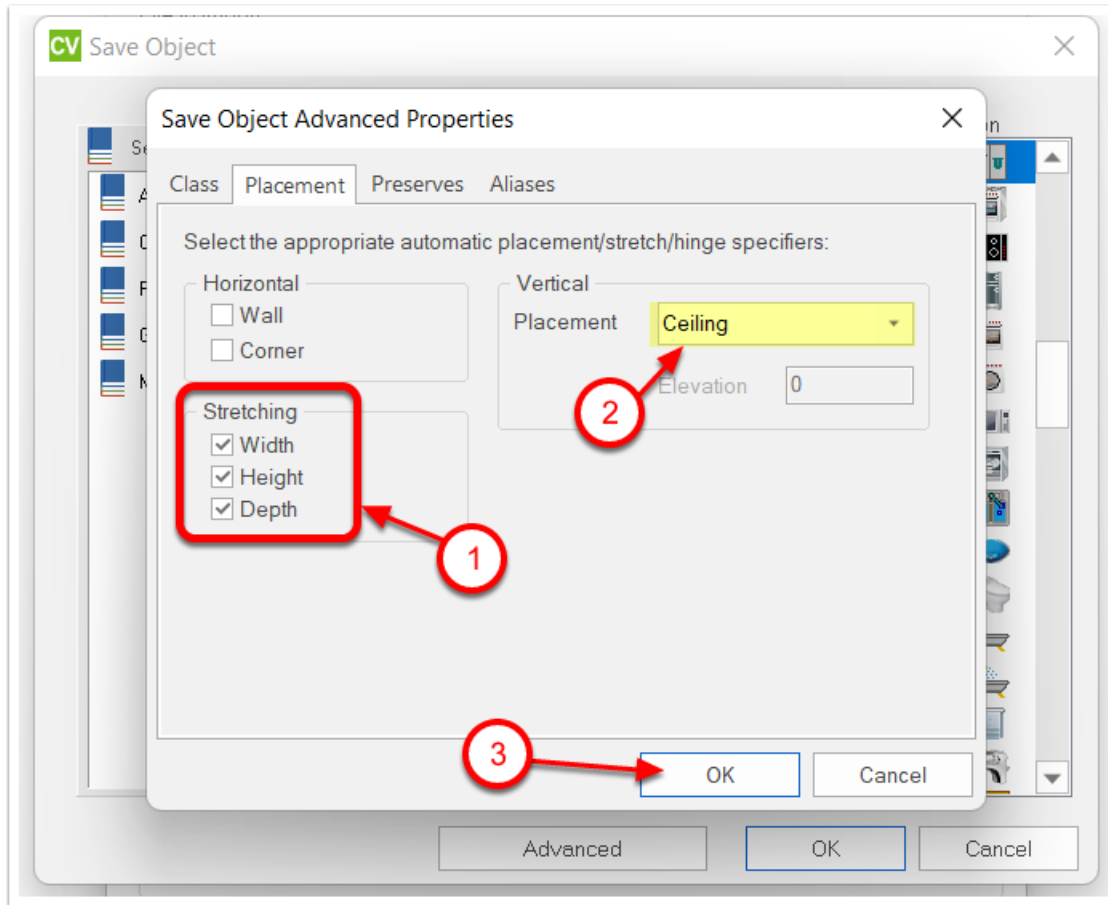 CV Save Object
Save Object Advanced Properties
Class Placement Preserves Aliases
Select the appropriate automatic placement/stretch/hinge specifiers:
Horizontal
Wall
Corner
Vertical
Placement Ceiling
Elevation 0
2
Stretching
Width
Height
Depth
1
3
OK Cancel
Advanced OK Cancel